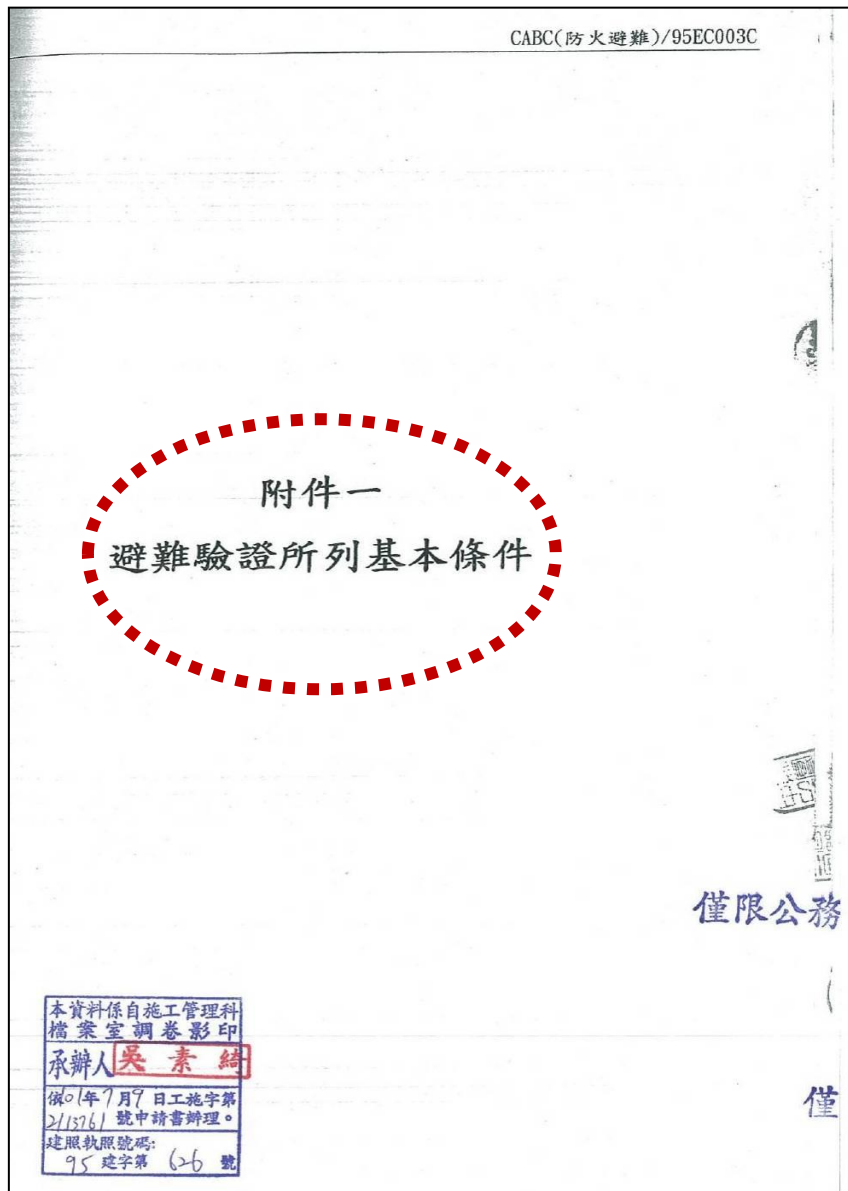 CABC(防火避難)/95EC003C
附件一
避難驗證所列基本條件
僅限公務
本資料係自施工管理科
檔案室調卷影印
承辦人 吳素綺
依101年7月9日工施字第
2113761號申請書辦理。
建照執照號碼:
95建字第626號
僅